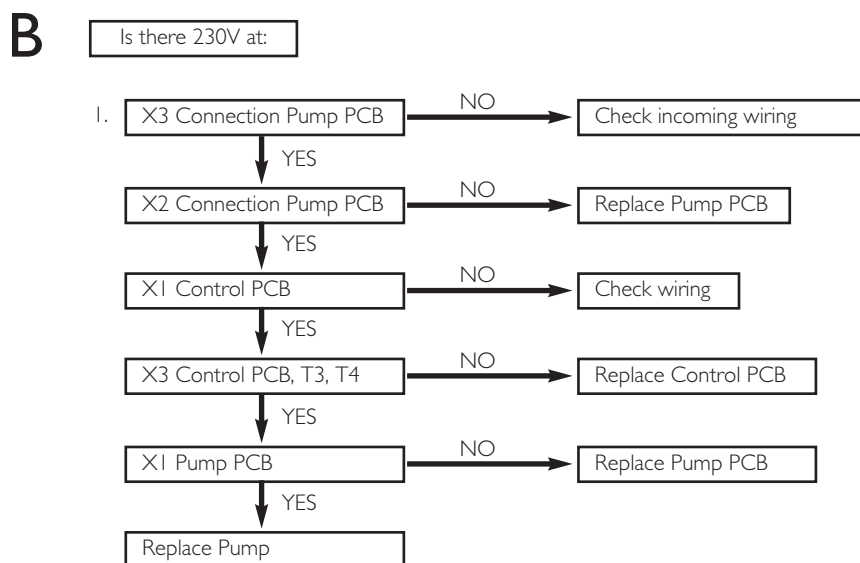 B
Is there 230V at:
1. X3 Connection Pump PCB NO Check incoming wiring
YES
X2 Connection Pump PCB NO Replace Pump PCB
YES
X1 Control PCB NO Check wiring
YES
X3 Control PCB, T3, T4 NO Replace Control PCB
YES
X1 Pump PCB NO Replace Pump PCB
YES
Replace Pump